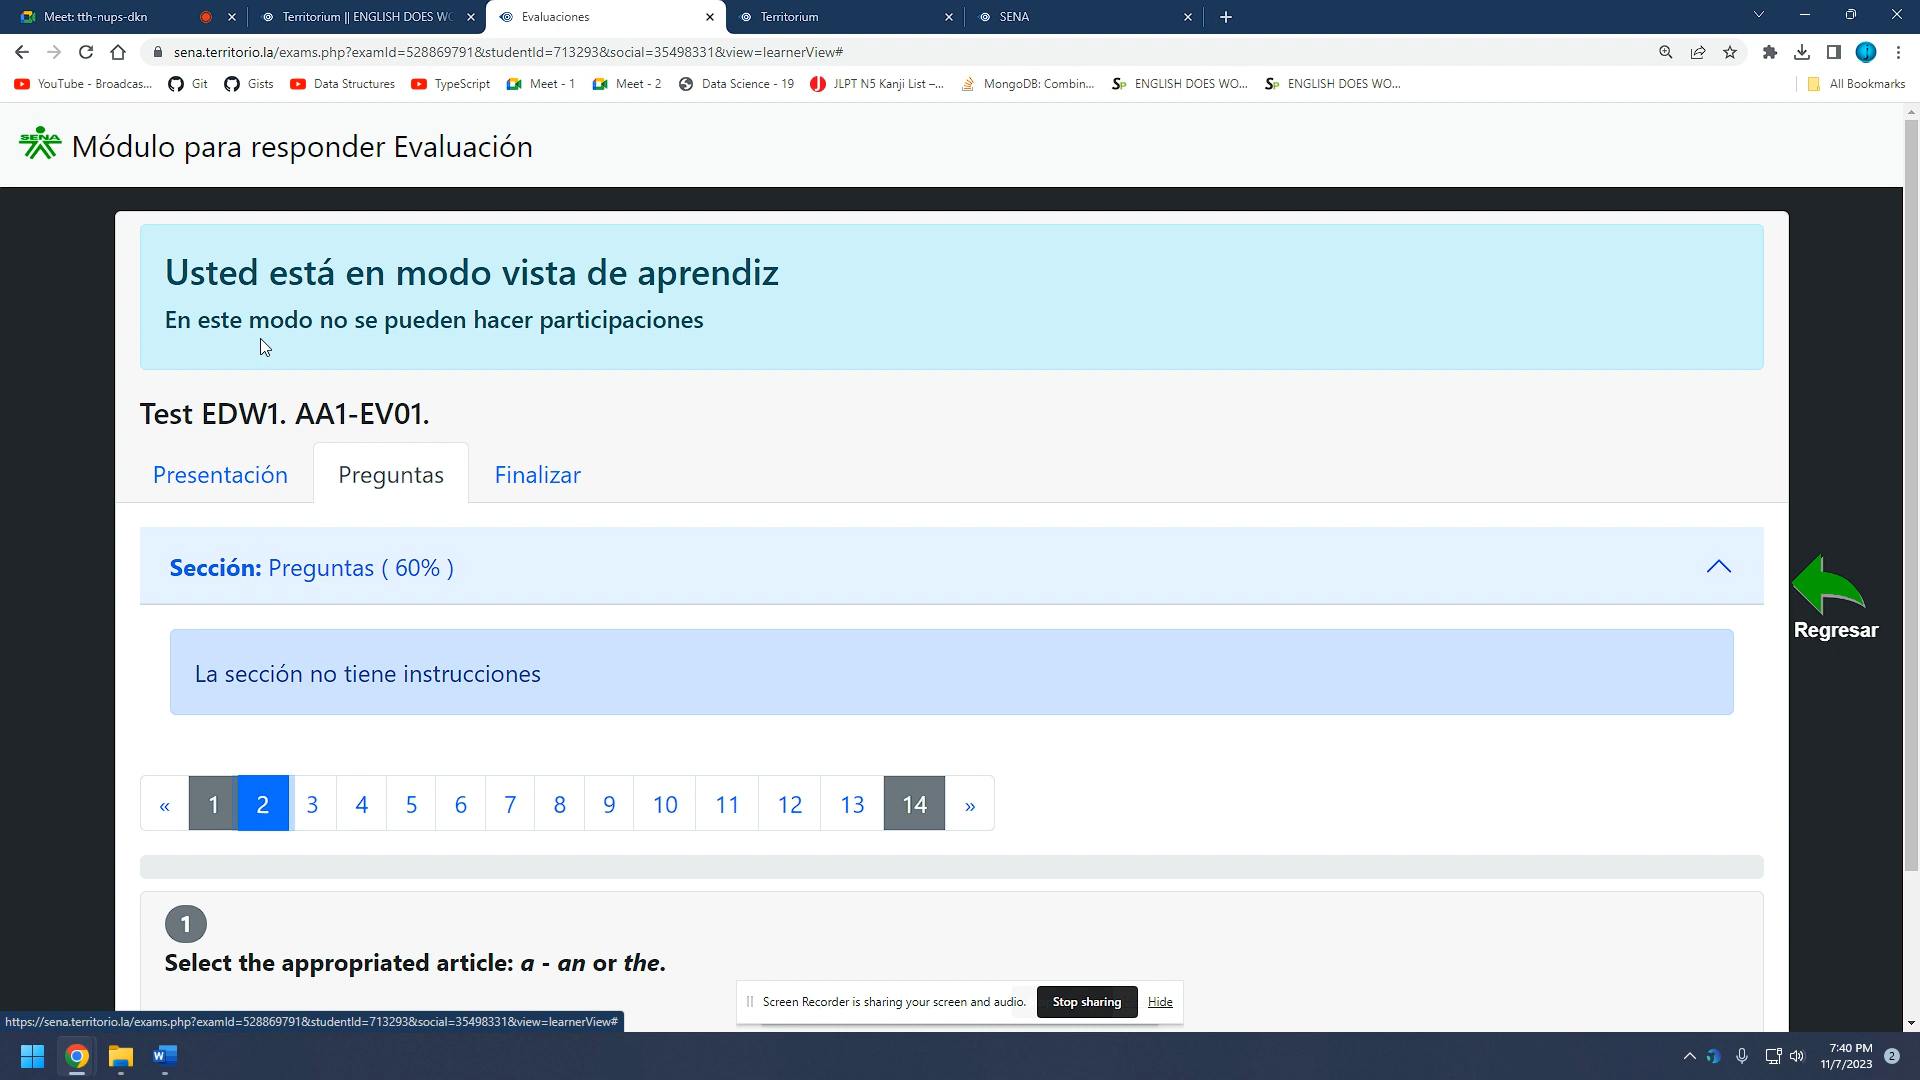 Meet: tth-nups-dkn
Territorium || ENGLISH DOES WO
Evaluaciones
Territorium
SENA
sena.territorio.la/exams.php?examId=528869791&studentId=713293&social=35498331&view=learnerView#
YouTube - Broadcas...
Git
Gists
Data Structures
TypeScript
Meet - 1
Meet - 2
Data Science - 19
JLPT N5 Kanji List –...
MongoDB: Combin...
ENGLISH DOES WO...
ENGLISH DOES WO...
All Bookmarks
SENA
Módulo para responder Evaluación
Usted está en modo vista de aprendiz
En este modo no se pueden hacer participaciones
Test EDW1. AA1-EV01.
Presentación
Preguntas
Finalizar
Sección: Preguntas ( 60% )
Regresar
La sección no tiene instrucciones
« 1 2 3 4 5 6 7 8 9 10 11 12 13 14 »
1
Select the appropriated article: a - an or the.
Screen Recorder is sharing your screen and audio.
Stop sharing
Hide
https://sena.territorio.la/exams.php?examId=528869791&studentId=713293&social=35498331&view=learnerView#
7:40 PM
11/7/2023
2